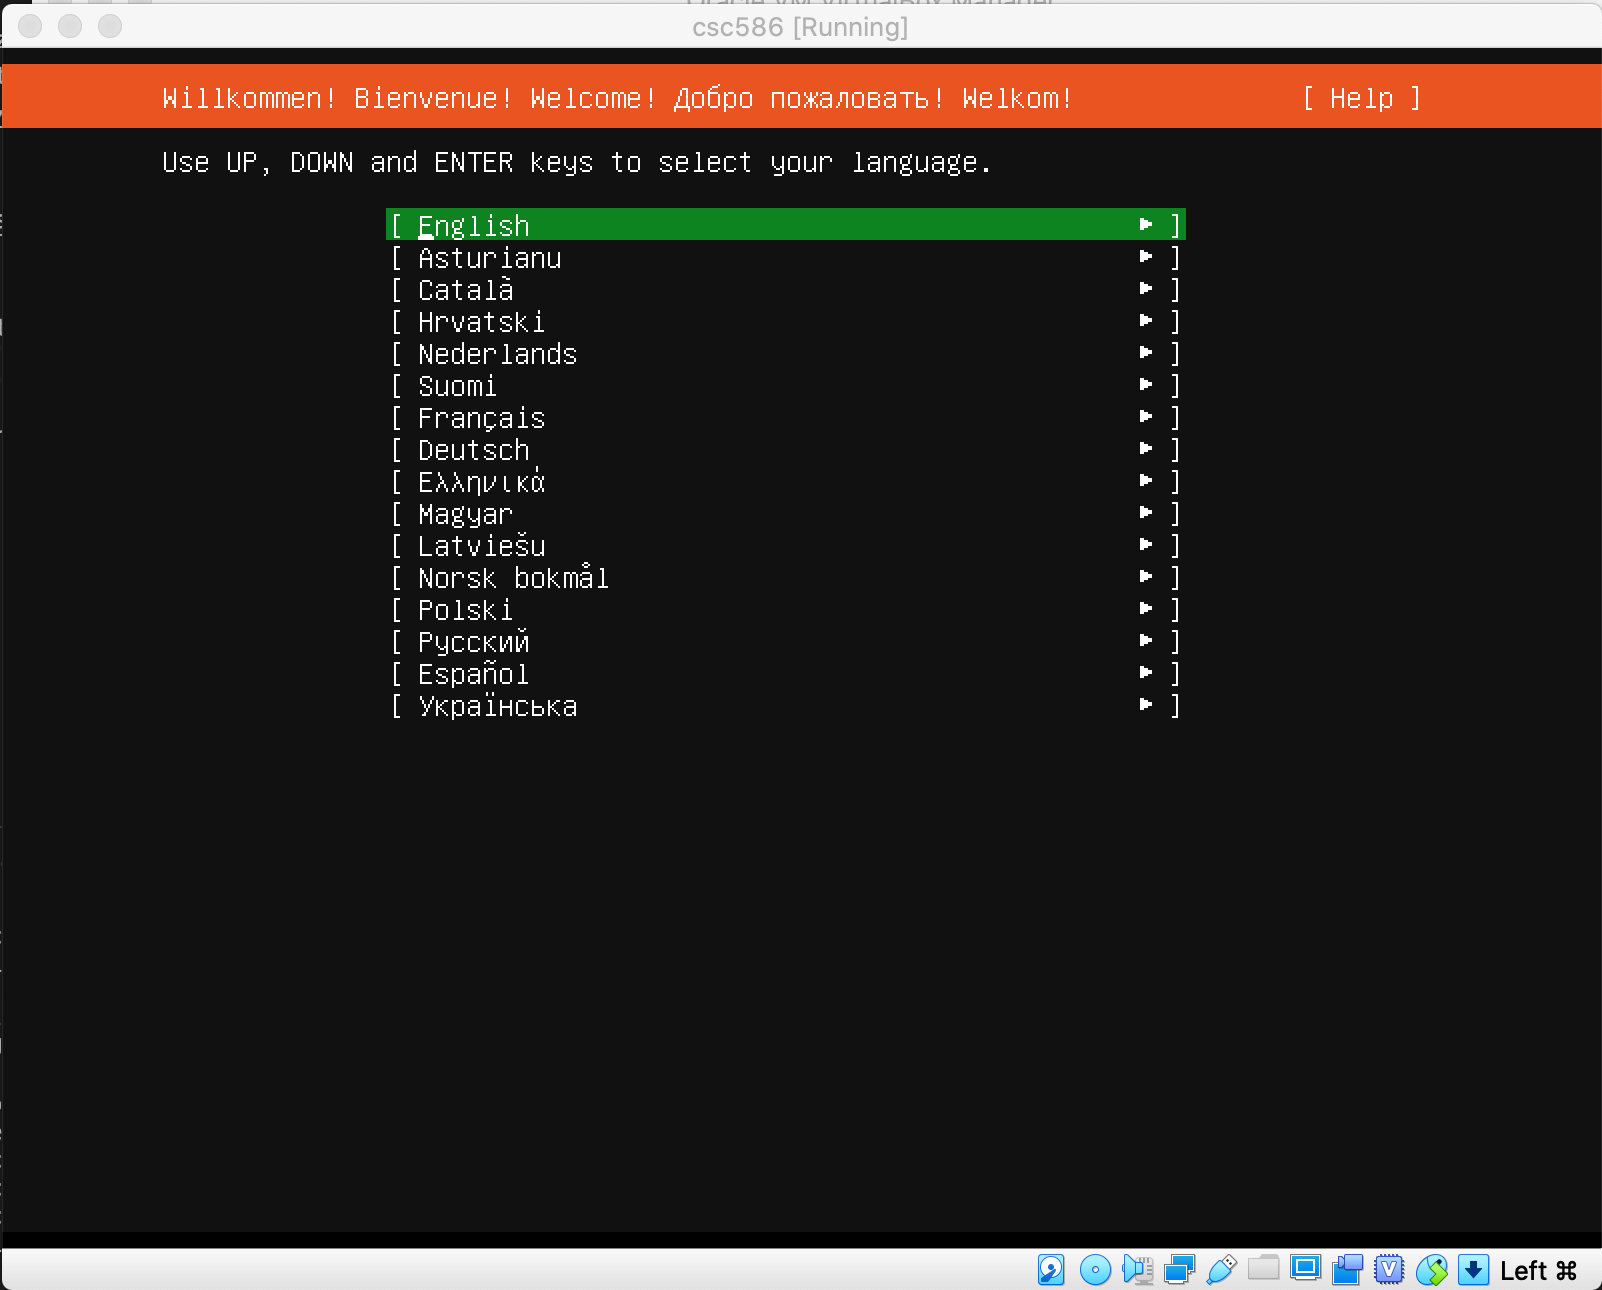 csc586 [Running]
Willkommen! Bienvenue! Welcome! Добро пожаловать! Welkom! [ Help ]
Use UP, DOWN and ENTER keys to select your language.
[ English ► ]
[ Asturianu ► ]
[ Català ► ]
[ Hrvatski ► ]
[ Nederlands ► ]
[ Suomi ► ]
[ Français ► ]
[ Deutsch ► ]
[ Ελληνικά ► ]
[ Magyar ► ]
[ Latviešu ► ]
[ Norsk bokmål ► ]
[ Polski ► ]
[ Русский ► ]
[ Español ► ]
[ Українська ► ]
Left ⌘